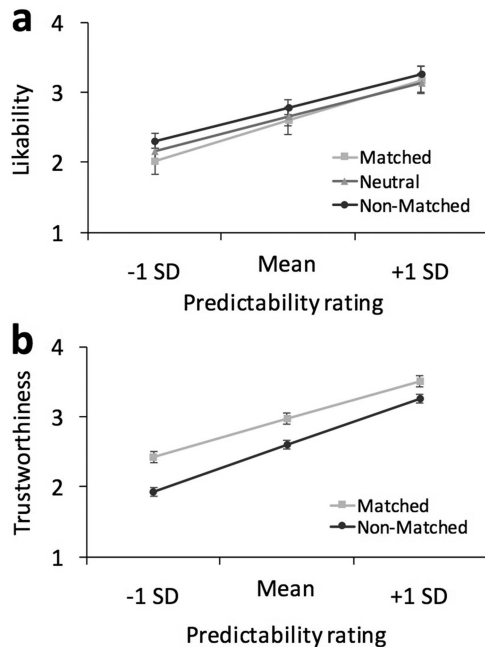 a
4
3
2
1
Likability
Matched
Neutral
Non-Matched
-1 SD
Mean
+1 SD
Predictability rating
b
4
3
2
1
Trustworthiness
Matched
Non-Matched
-1 SD
Mean
+1 SD
Predictability rating